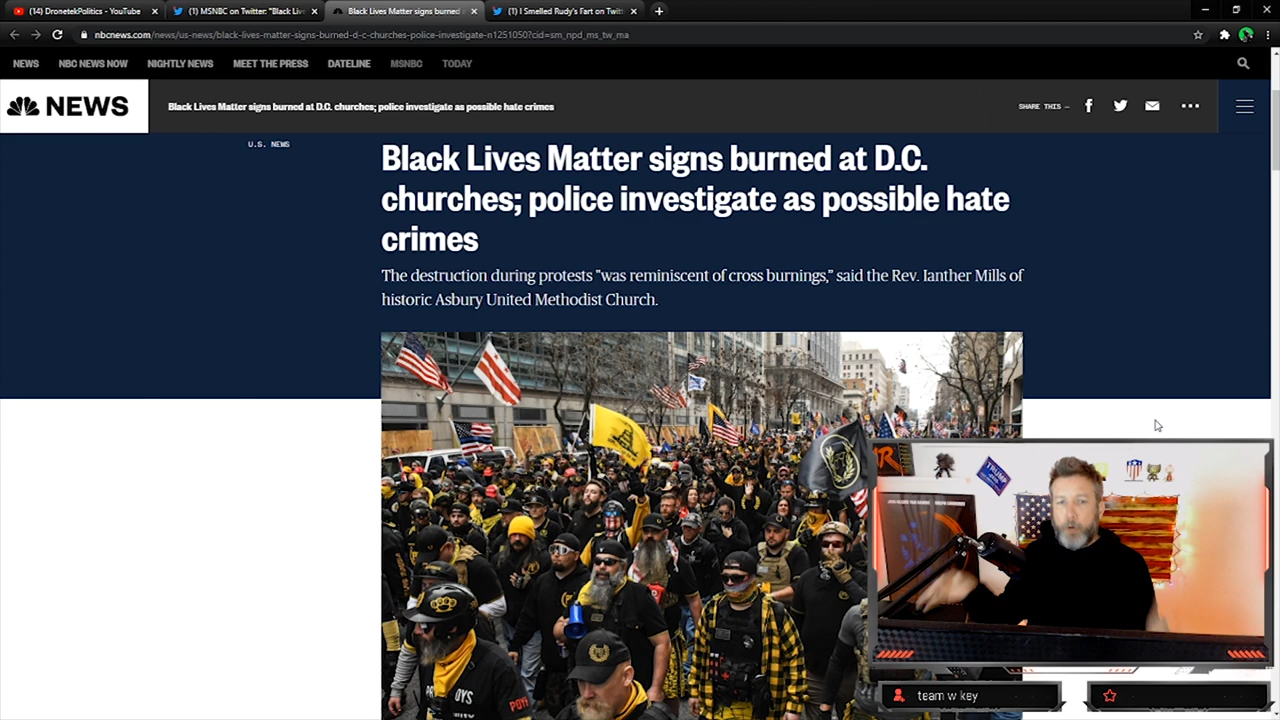 (14) DronetekPolitics - YouTube
(1) MSNBC on Twitter: "Black Live
Black Lives Matter signs burned a
(1) I Smelled Rudy's Fart on Twitt
nbcnews.com/news/us-news/black-lives-matter-signs-burned-d-c-churches-police-investigate-n1251050?cid=sm_npd_ms_tw_ma
NEWS NBC NEWS NOW NIGHTLY NEWS MEET THE PRESS DATELINE MSNBC TODAY
NEWS
Black Lives Matter signs burned at D.C. churches; police investigate as possible hate crimes
SHARE THIS —
U.S. NEWS
Black Lives Matter signs burned at D.C.
churches; police investigate as possible hate
crimes
The destruction during protests "was reminiscent of cross burnings," said the Rev. Ianther Mills of
historic Asbury United Methodist Church.
TRUMP
team w key